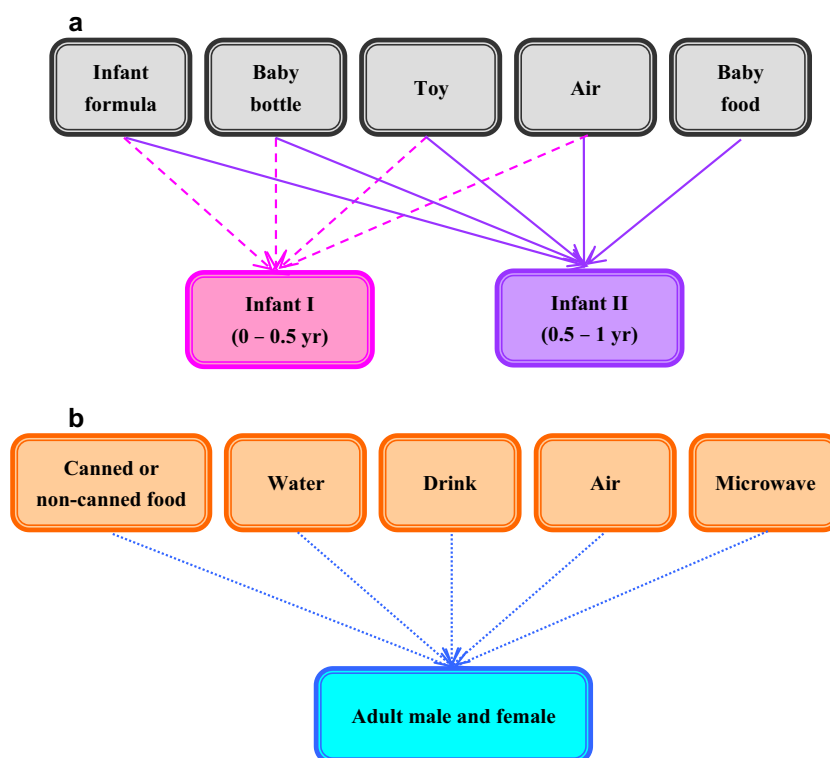 a
Infant
formula
Baby
bottle
Toy
Air
Baby
food
Infant I
(0 – 0.5 yr)
Infant II
(0.5 – 1 yr)
b
Canned or
non-canned food
Water
Drink
Air
Microwave
Adult male and female